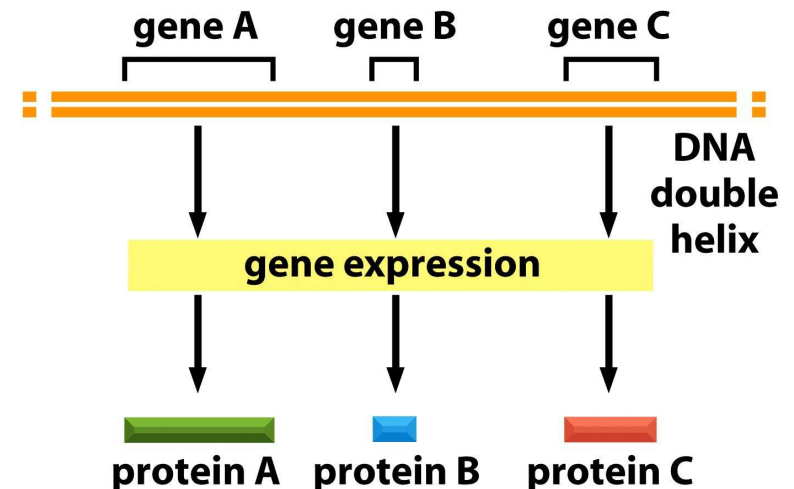 gene A gene B gene C
DNA
double
helix
gene expression
protein A protein B protein C